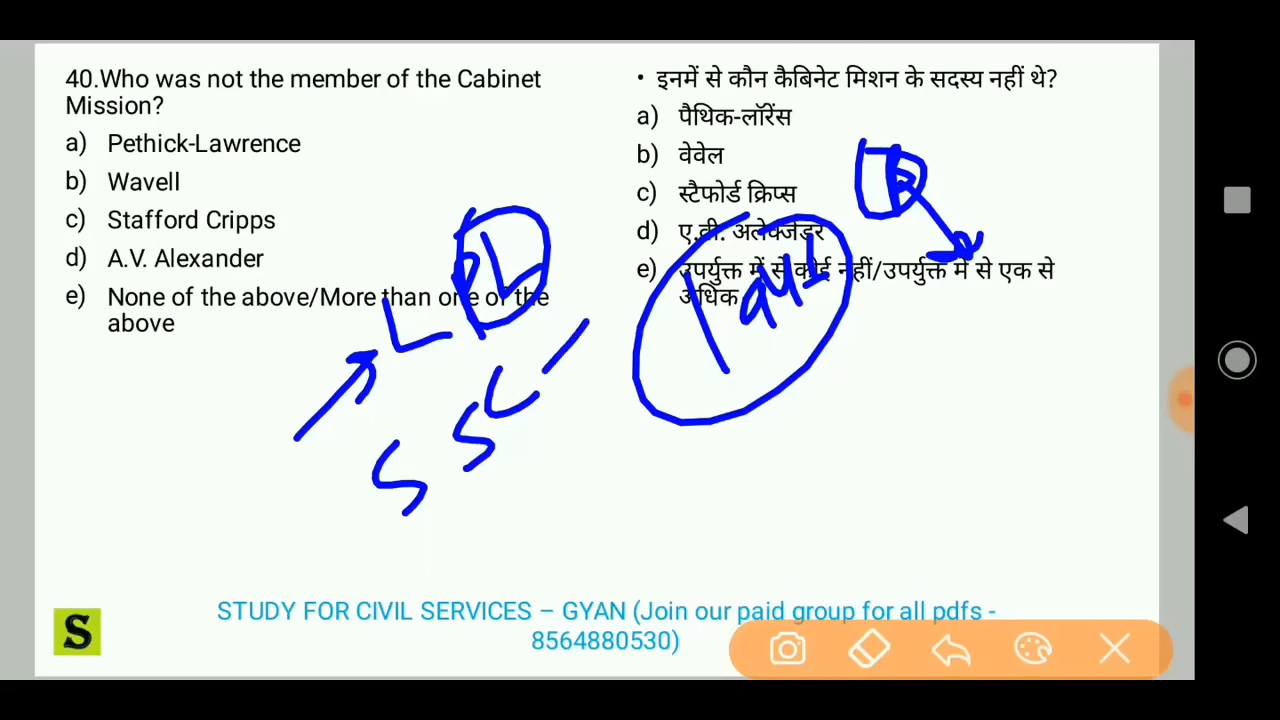 40.Who was not the member of the Cabinet
Mission?
a) Pethick-Lawrence
b) Wavell
c) Stafford Cripps
d) A.V. Alexander
e) None of the above/More than one of the
above
• इनमें से कौन कैबिनेट मिशन के सदस्य नहीं थे?
a) पैथिक-लॉरेंस
b) वेवेल
c) स्टैफोर्ड क्रिप्स
d) ए.वी. अलेक्जेंडर
e) उपर्युक्त में से कोई नहीं/उपर्युक्त में से एक से
अधिक
STUDY FOR CIVIL SERVICES – GYAN (Join our paid group for all pdfs -
8564880530)
S